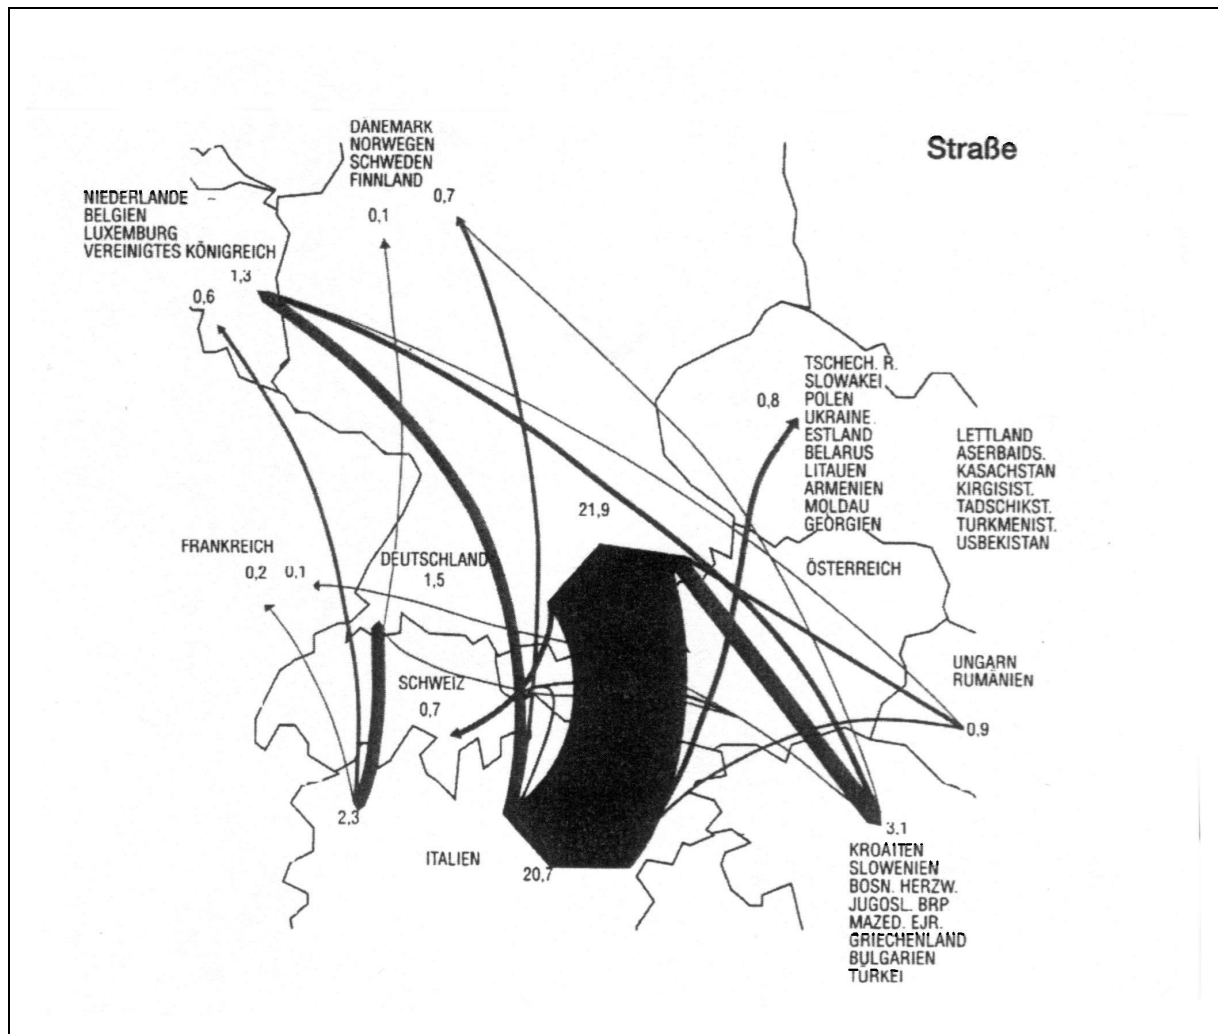 Straße
DÄNEMARK
NORWEGEN
SCHWEDEN
FINNLAND
0,1
0,7
NIEDERLANDE
BELGIEN
LUXEMBURG
VEREINIGTES KÖNIGREICH
1,3
0,6
0,8
TSCHECH. R.
SLOWAKEI
POLEN
UKRAINE
ESTLAND
BELARUS
LITAUEN
ARMENIEN
MOLDAU
GEORGIEN
LETTLAND
ASERBAIDS.
KASACHSTAN
KIRGISIST.
TADSCHIKST.
TURKMENIST.
USBEKISTAN
21,9
FRANKREICH
0,2 0,1
DEUTSCHLAND
1,5
ÖSTERREICH
SCHWEIZ
0,7
UNGARN
RUMÄNIEN
0,9
2,3
ITALIEN
20,7
3,1
KROAITEN
SLOWENIEN
BOSN. HERZW.
JUGOSL. BRP
MAZED. EJR.
GRIECHENLAND
BULGARIEN
TÜRKEI